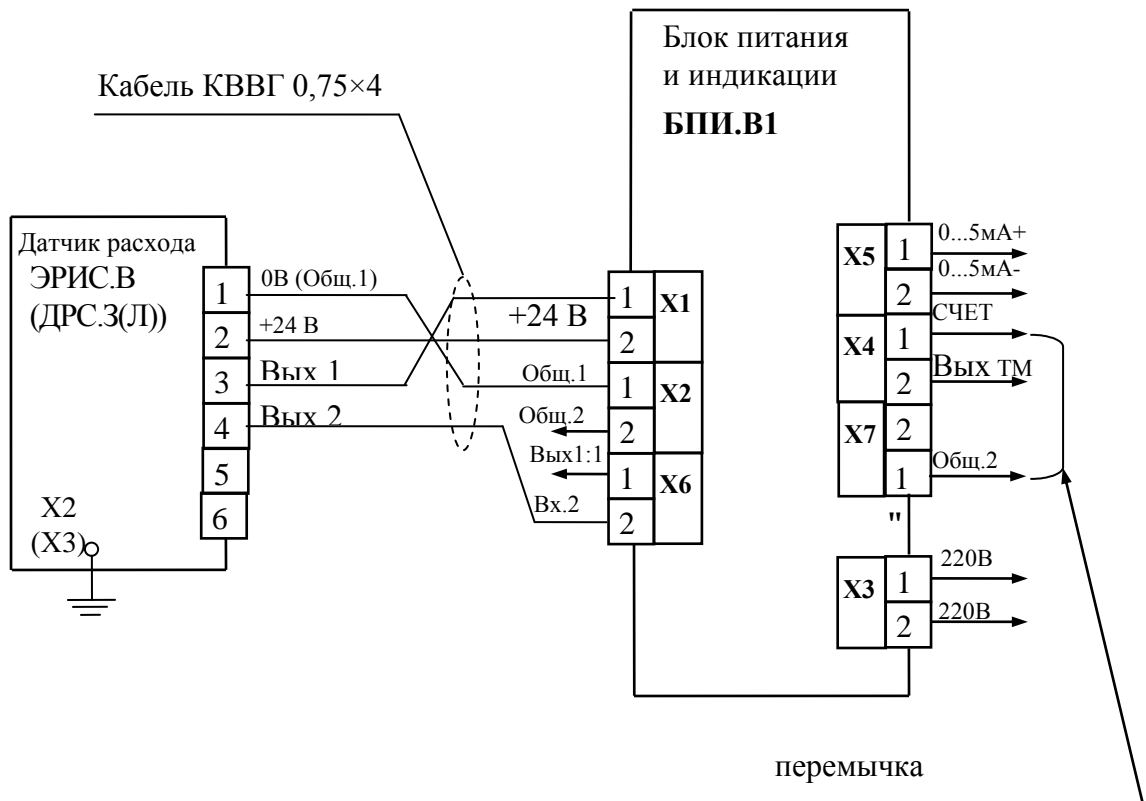 Блок питания
и индикации
БПИ.В1
Кабель КВВГ 0,75×4
Датчик расхода
ЭРИС.В
(ДРС.З(Л))
X2
(X3)
1
2
3
4
5
6
0В (Общ.1)
+24 В
Вых 1
Вых 2
+24 В
Общ.1
Общ.2
Вых1:1
Вх.2
1
2
1
2
1
2
X1
X2
X6
X5
X4
X7
X3
1
2
1
2
2
1
"
1
2
0...5мА+
0...5мА-
СЧЕТ
Вых ТМ
Общ.2
220В
220В
перемычка